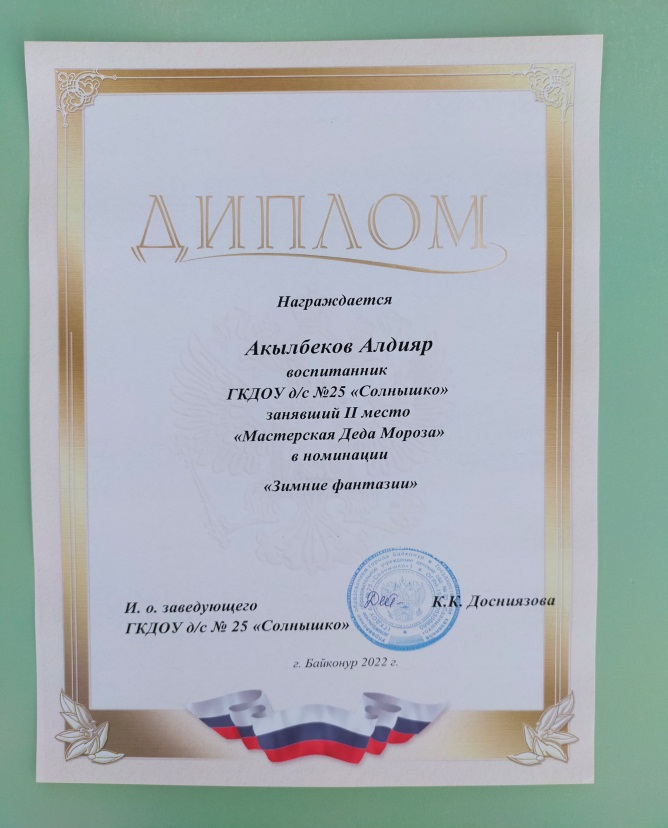 ДИПЛОМ
Награждается
Акылбеков Алдияр
воспитанник
ГКДОУ д/с №25 «Солнышко»
занявший II место
«Мастерская Деда Мороза»
в номинации
«Зимние фантазии»
И. о. заведующего
К.К. Досниязова
ГКДОУ д/с № 25 «Солнышко»
г. Байконур 2022 г.